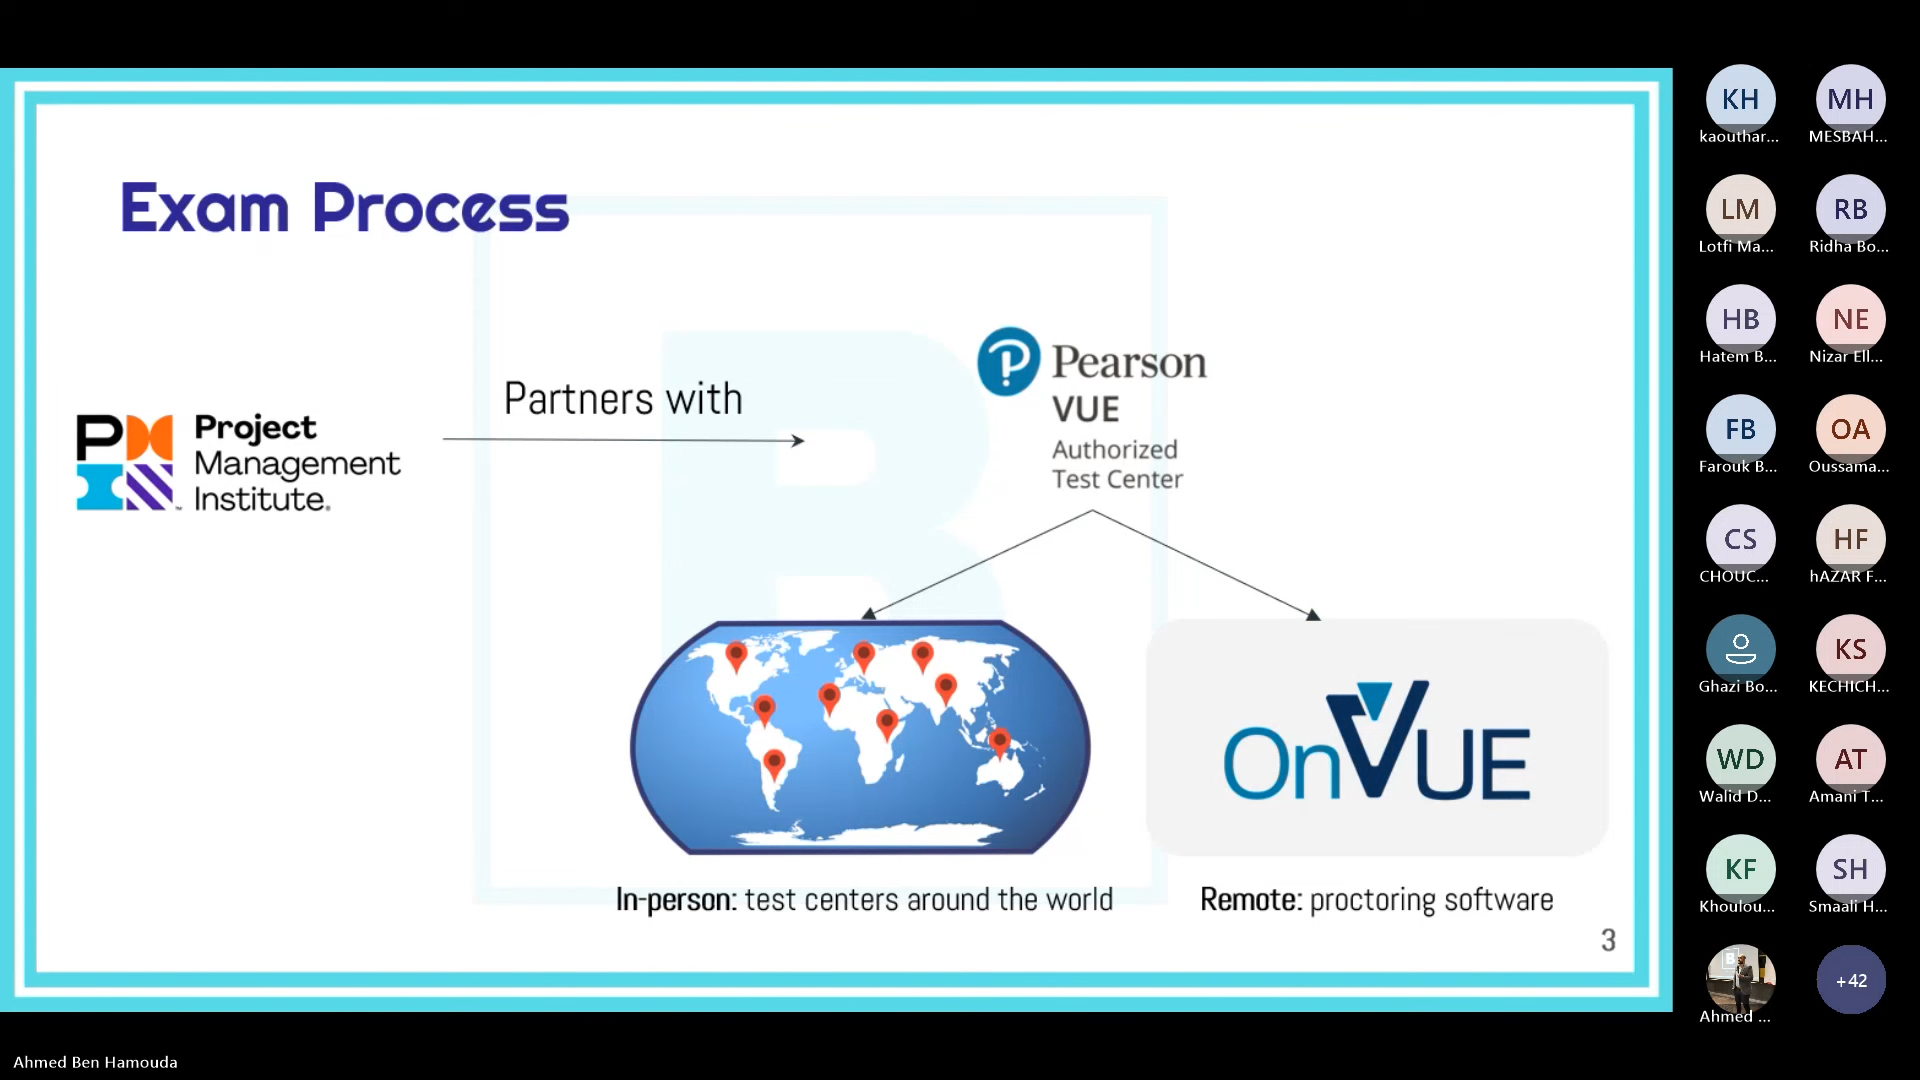 Exam Process
Partners with
Project
Management
Institute.
Pearson
VUE
Authorized
Test Center
OnVUE
In-person: test centers around the world
Remote: proctoring software
3
KH
kaouthar...
MH
MESBAH...
LM
Lotfi Ma...
RB
Ridha Bo...
HB
Hatem B...
NE
Nizar Ell...
FB
Farouk B...
OA
Oussama...
CS
CHOUC...
HF
hAZAR F...
Ghazi Bo...
KS
KECHICH...
WD
Walid D...
AT
Amani T...
KF
Khoulou...
SH
Smaali H...
Ahmed ...
+42
Ahmed Ben Hamouda